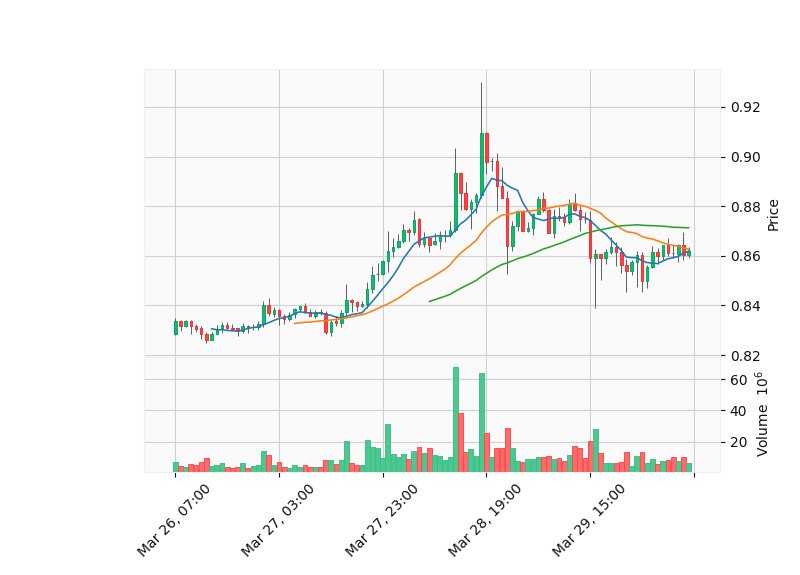 0.92
0.90
0.88
0.86
0.84
0.82
Price
60
40
20
Volume 10^6
Mar 26, 07:00
Mar 27, 03:00
Mar 27, 23:00
Mar 28, 19:00
Mar 29, 15:00